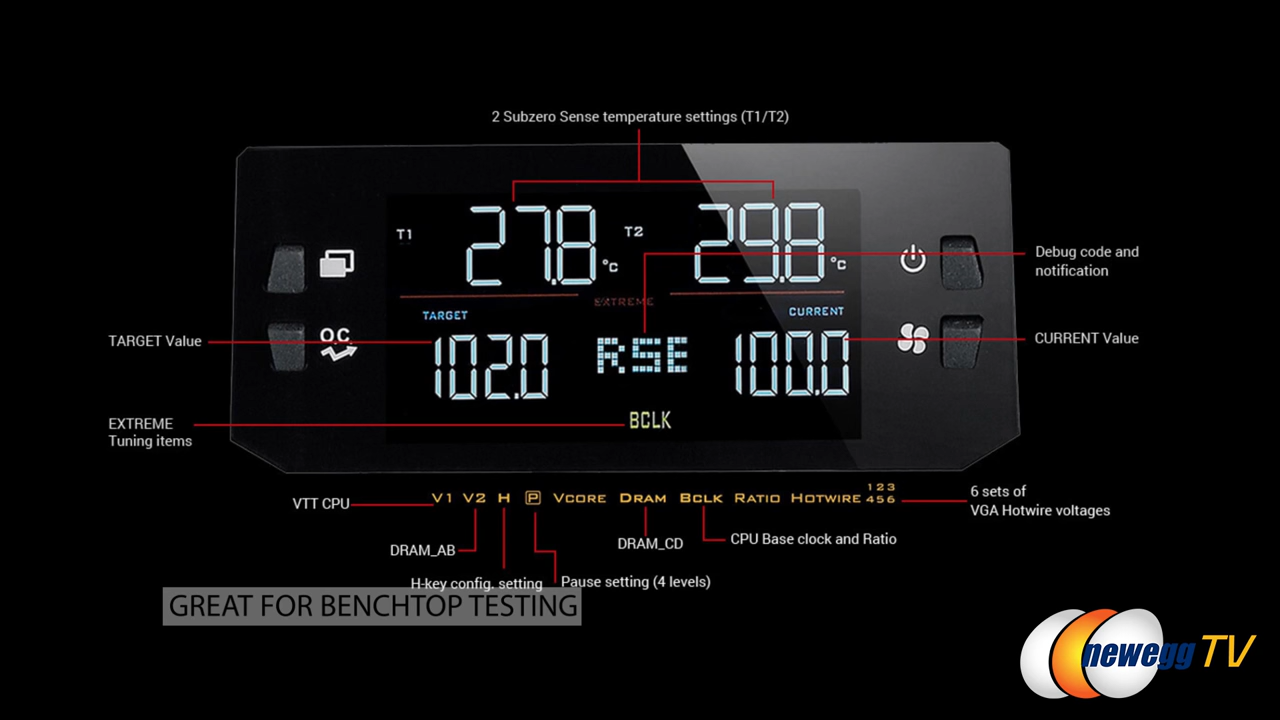 2 Subzero Sense temperature settings (T1/T2)
T1 27.8 °C T2 29.8 °C
EXTREME
Debug code and
notification
TARGET CURRENT
TARGET Value
O.C.
102.0 RSE 100.0
CURRENT Value
BCLK
EXTREME
Tuning items
VTT CPU
V1 V2 H P VCORE DRAM BCLK RATIO HOTWIRE 123
456
6 sets of
VGA Hotwire voltages
DRAM_AB
DRAM_CD
CPU Base clock and Ratio
H-key config. setting
Pause setting (4 levels)
GREAT FOR BENCHTOP TESTING
newegg TV